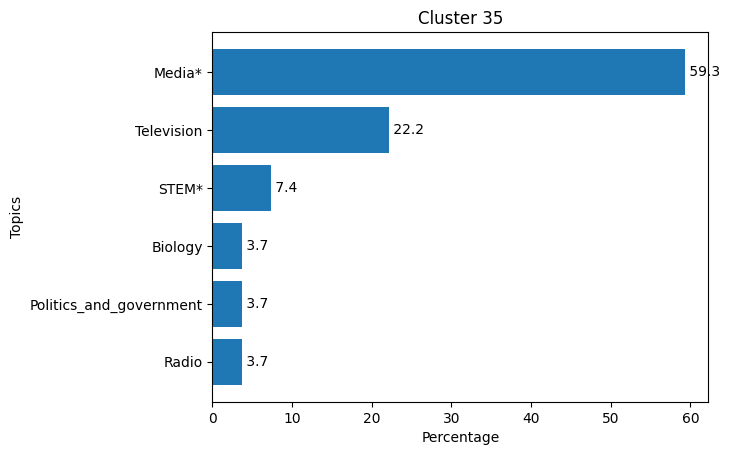 Cluster 35
Topics
Media* 59.3
Television 22.2
STEM* 7.4
Biology 3.7
Politics_and_government 3.7
Radio 3.7
0 10 20 30 40 50 60
Percentage